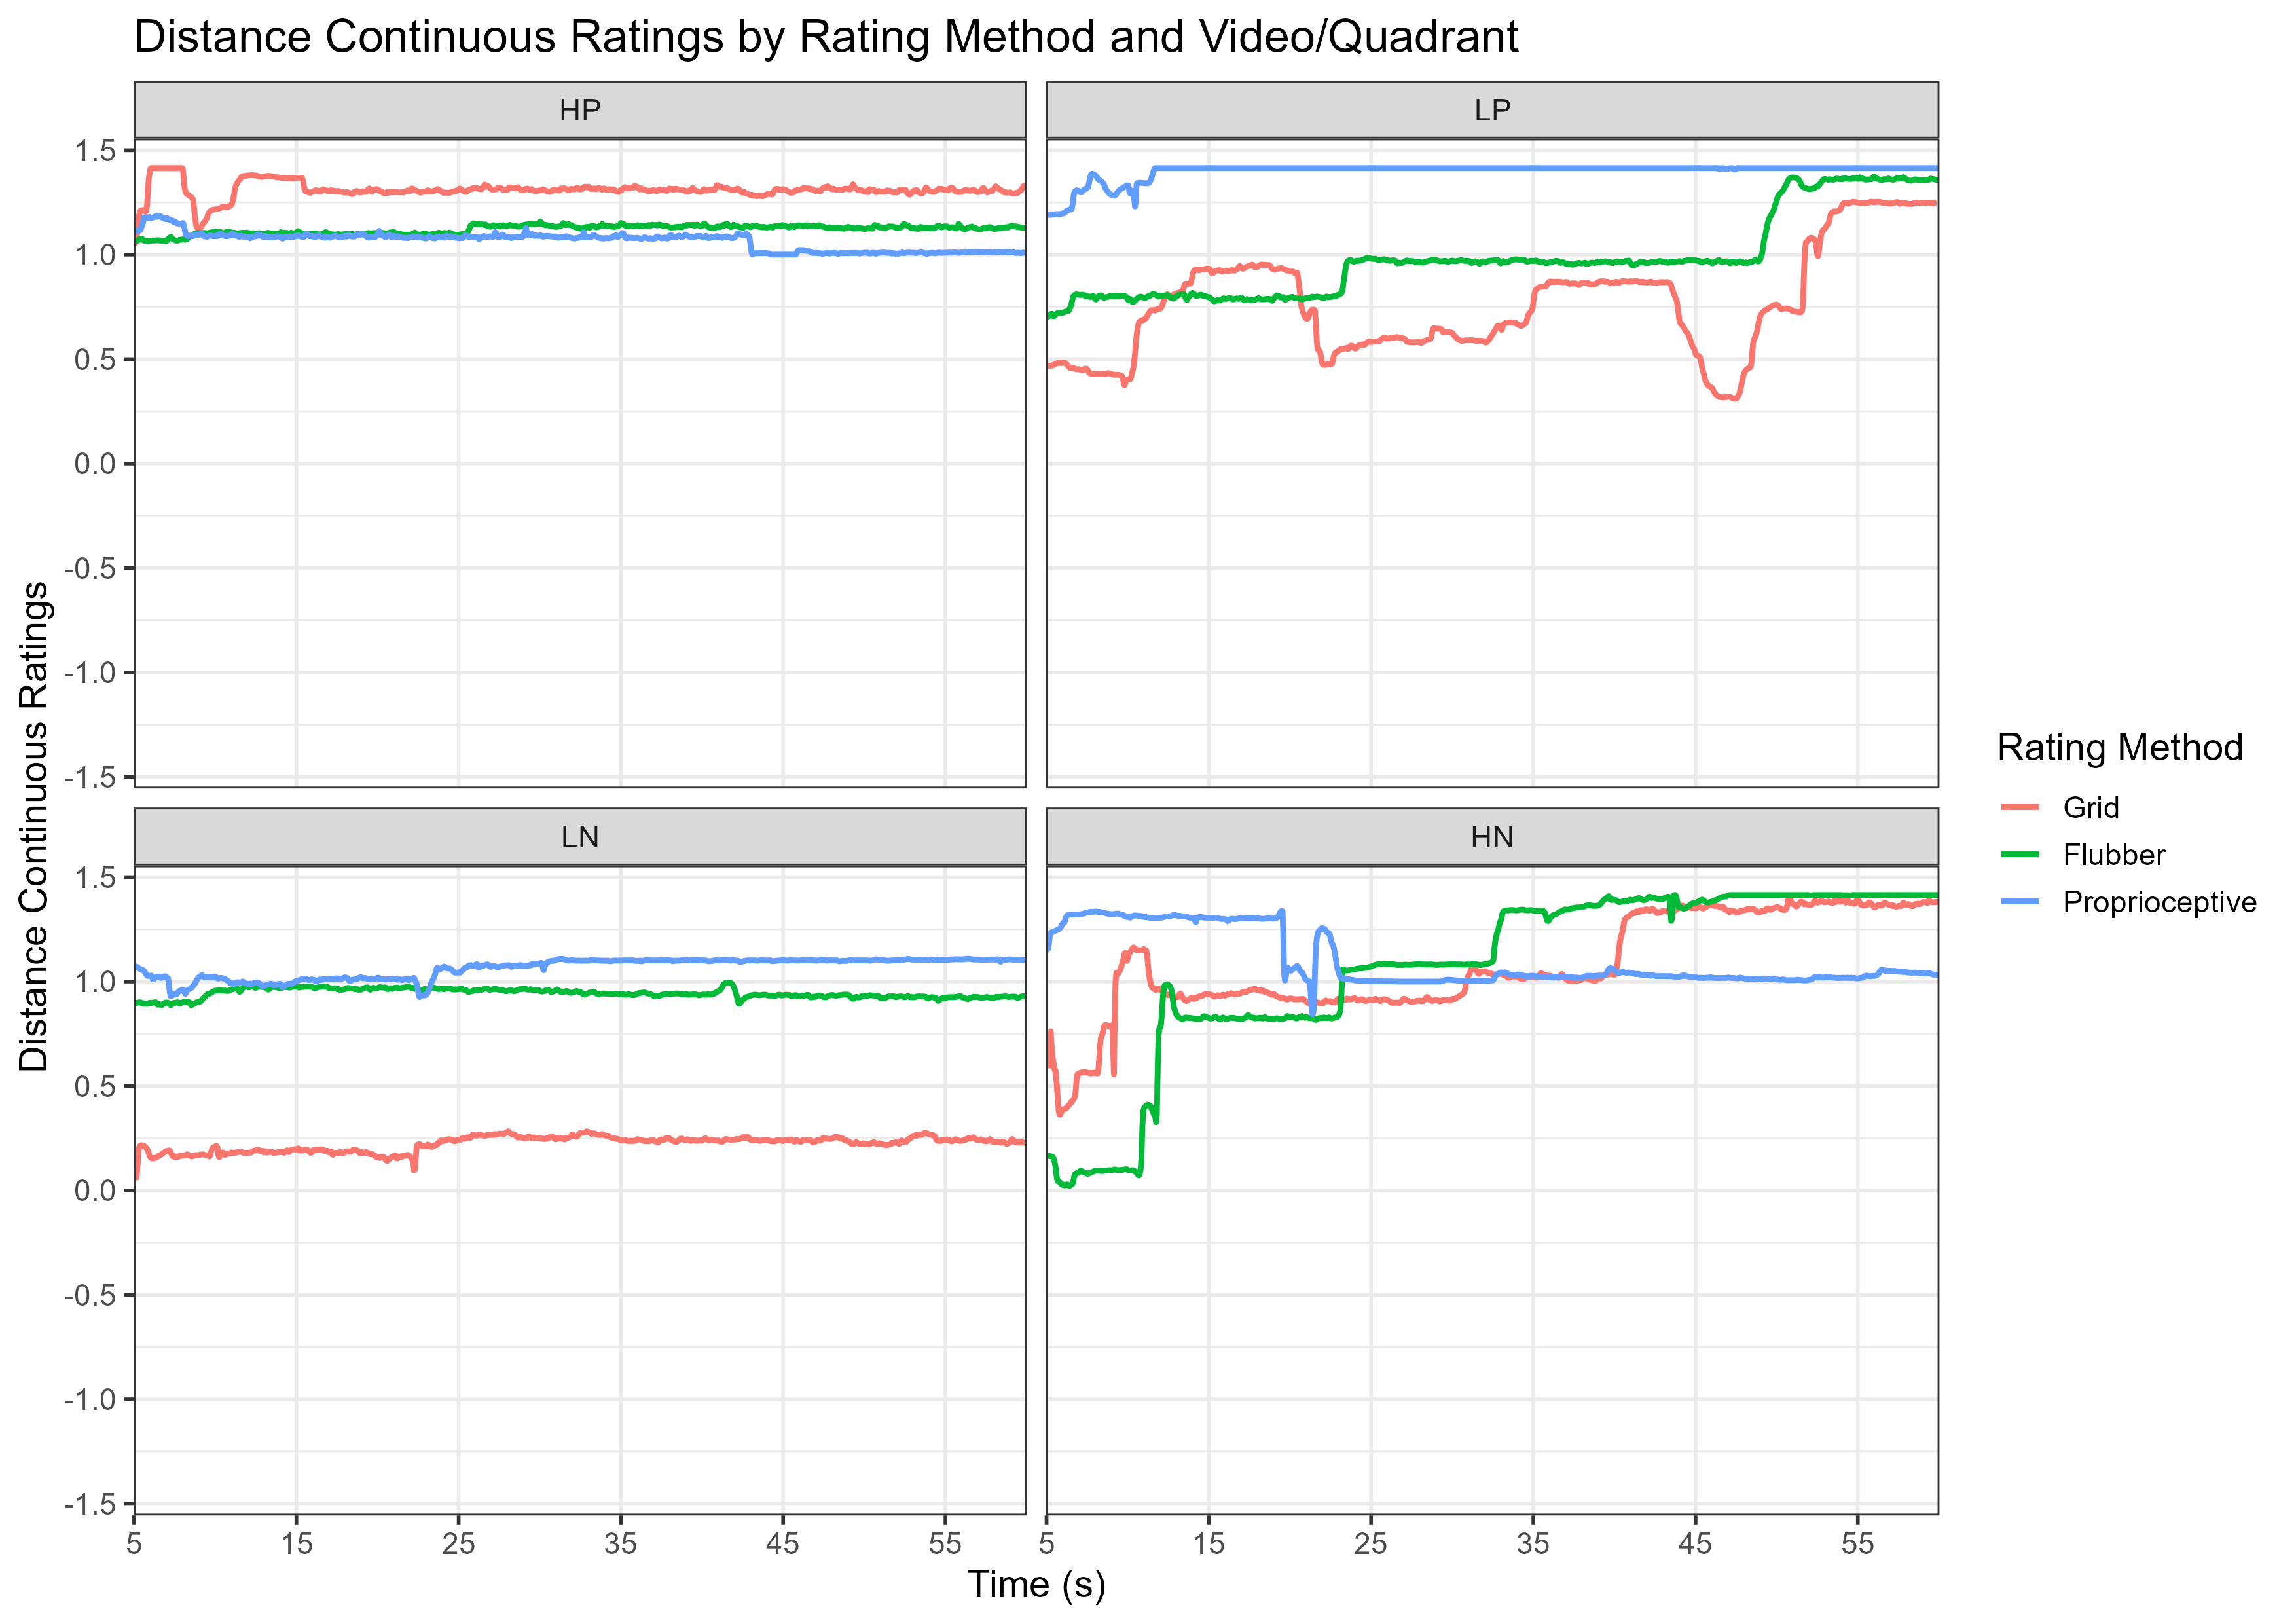 Distance Continuous Ratings by Rating Method and Video/Quadrant
HP
LP
1.5
1.0
0.5
0.0
-0.5
-1.0
-1.5
LN
HN
1.5
1.0
0.5
0.0
-0.5
-1.0
-1.5
5 15 25 35 45 55 5 15 25 35 45 55
Time (s)
Distance Continuous Ratings
Rating Method
Grid
Flubber
Proprioceptive